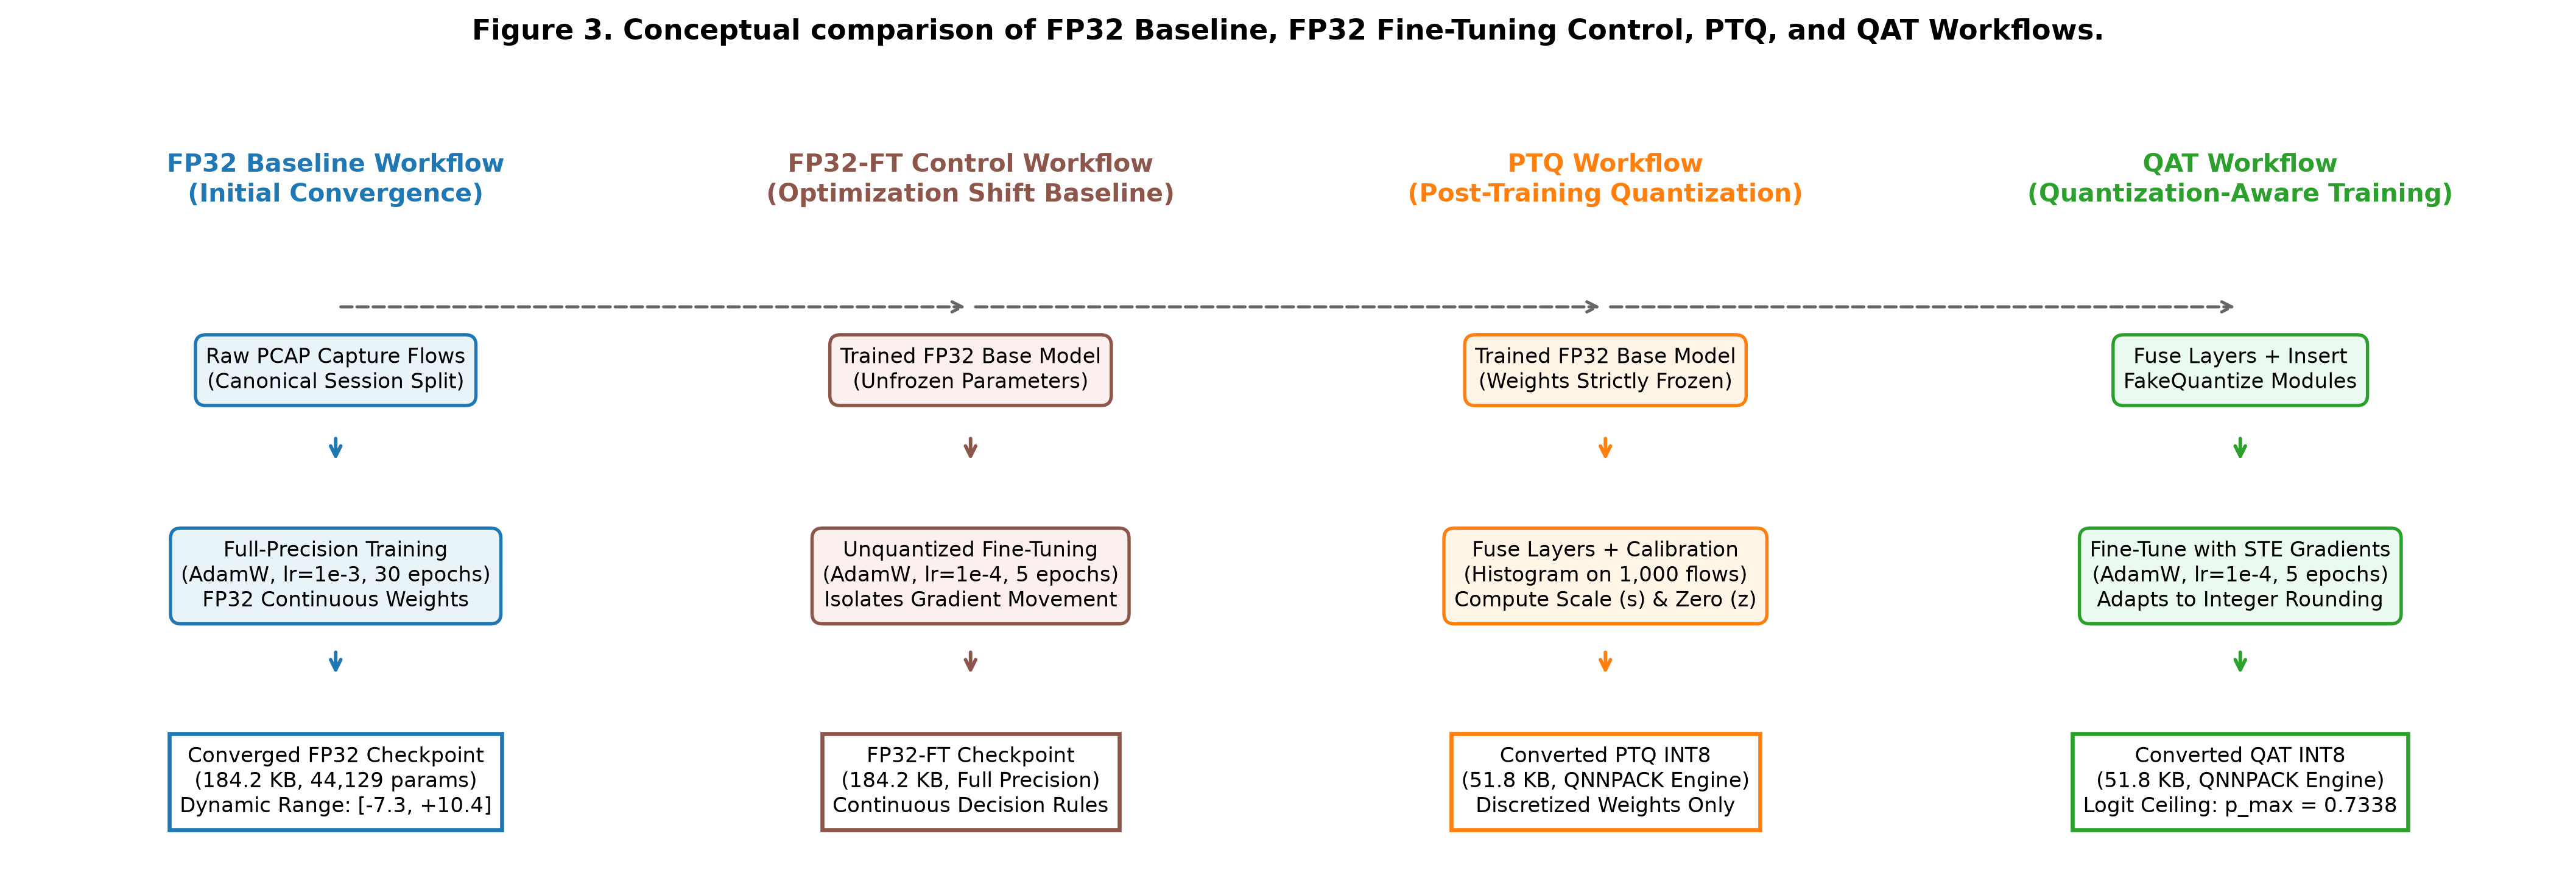 Figure 3. Conceptual comparison of FP32 Baseline, FP32 Fine-Tuning Control, PTQ, and QAT Workflows.
FP32 Baseline Workflow
(Initial Convergence)
Raw PCAP Capture Flows
(Canonical Session Split)
Full-Precision Training
(AdamW, lr=1e-3, 30 epochs)
FP32 Continuous Weights
Converged FP32 Checkpoint
(184.2 KB, 44,129 params)
Dynamic Range: [-7.3, +10.4]
FP32-FT Control Workflow
(Optimization Shift Baseline)
Trained FP32 Base Model
(Unfrozen Parameters)
Unquantized Fine-Tuning
(AdamW, lr=1e-4, 5 epochs)
Isolates Gradient Movement
FP32-FT Checkpoint
(184.2 KB, Full Precision)
Continuous Decision Rules
PTQ Workflow
(Post-Training Quantization)
Trained FP32 Base Model
(Weights Strictly Frozen)
Fuse Layers + Calibration
(Histogram on 1,000 flows)
Compute Scale (s) & Zero (z)
Converted PTQ INT8
(51.8 KB, QNNPACK Engine)
Discretized Weights Only
QAT Workflow
(Quantization-Aware Training)
Fuse Layers + Insert
FakeQuantize Modules
Fine-Tune with STE Gradients
(AdamW, lr=1e-4, 5 epochs)
Adapts to Integer Rounding
Converted QAT INT8
(51.8 KB, QNNPACK Engine)
Logit Ceiling: p_max = 0.7338